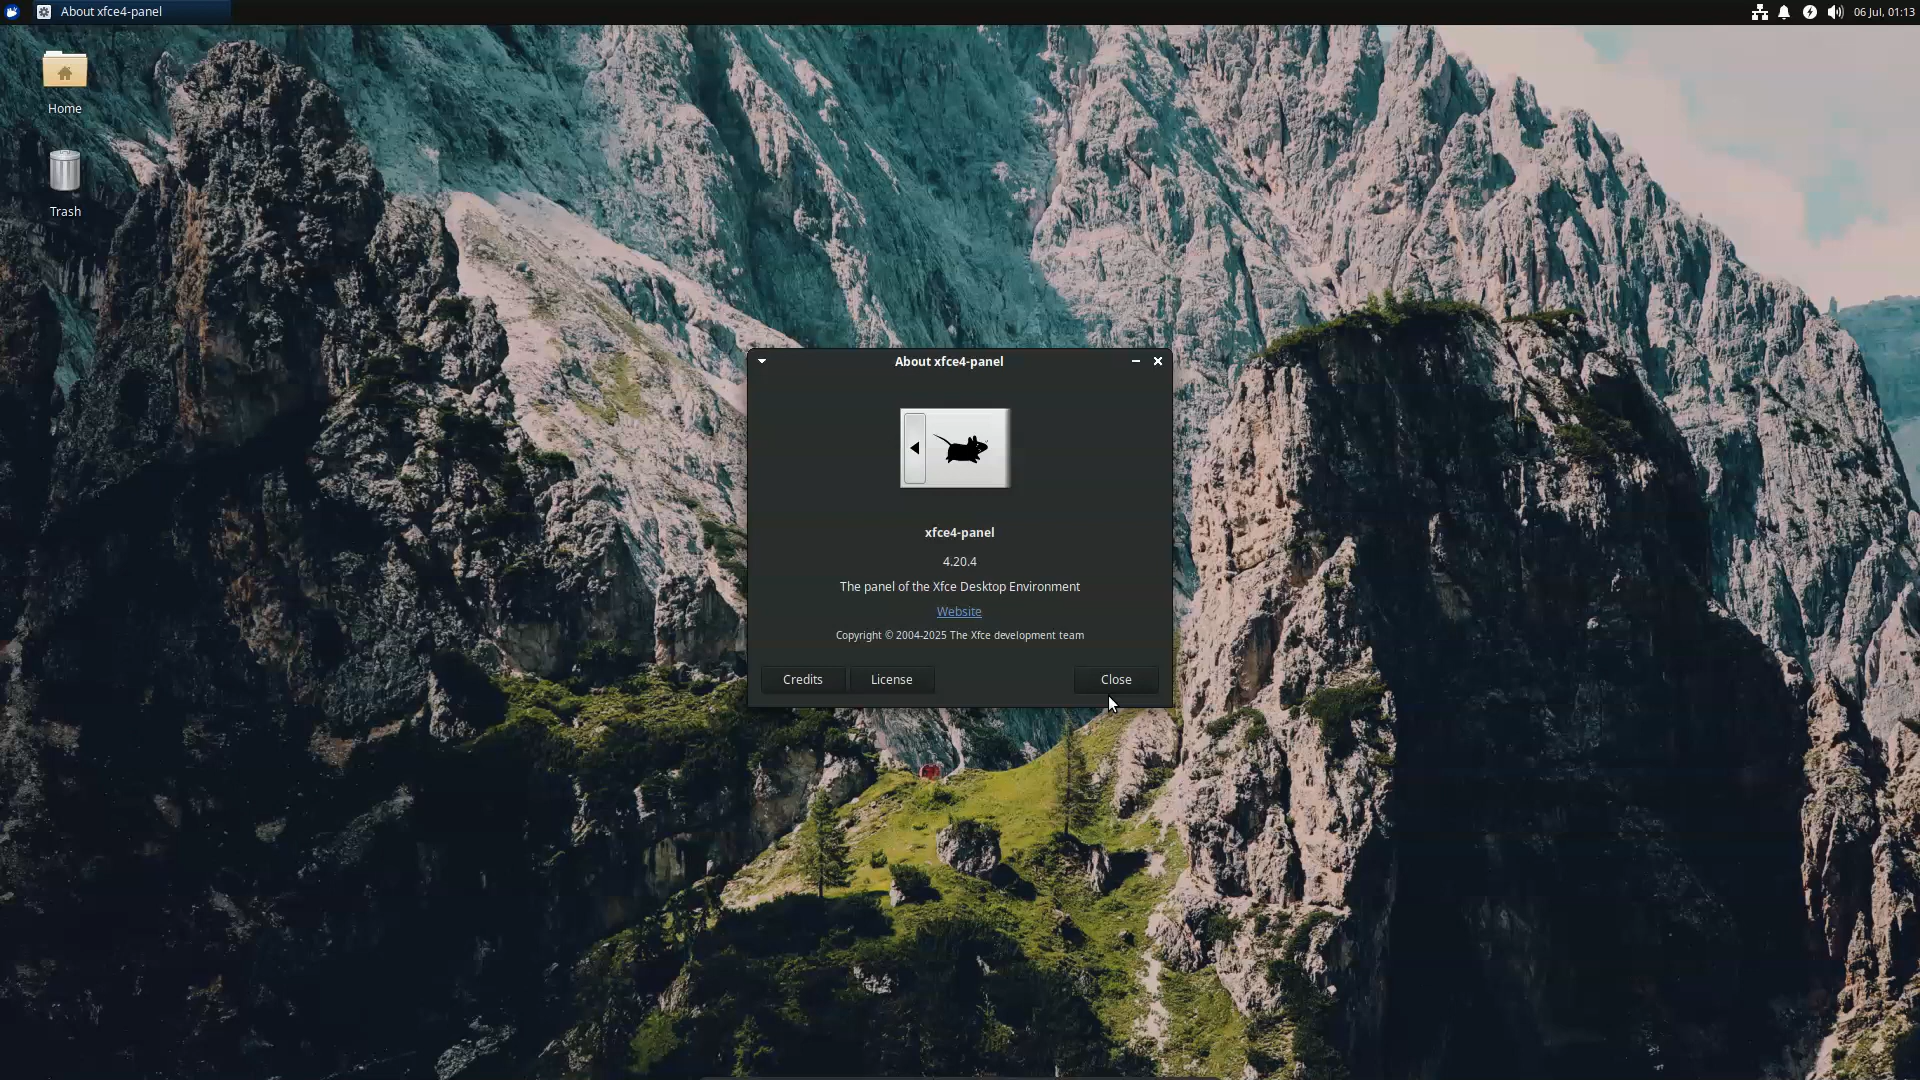 About xfce4-panel
06 Jul, 01:13
Home
Trash
About xfce4-panel
xfce4-panel
4.20.4
The panel of the Xfce Desktop Environment
Website
Copyright © 2004-2025 The Xfce development team
Credits
License
Close